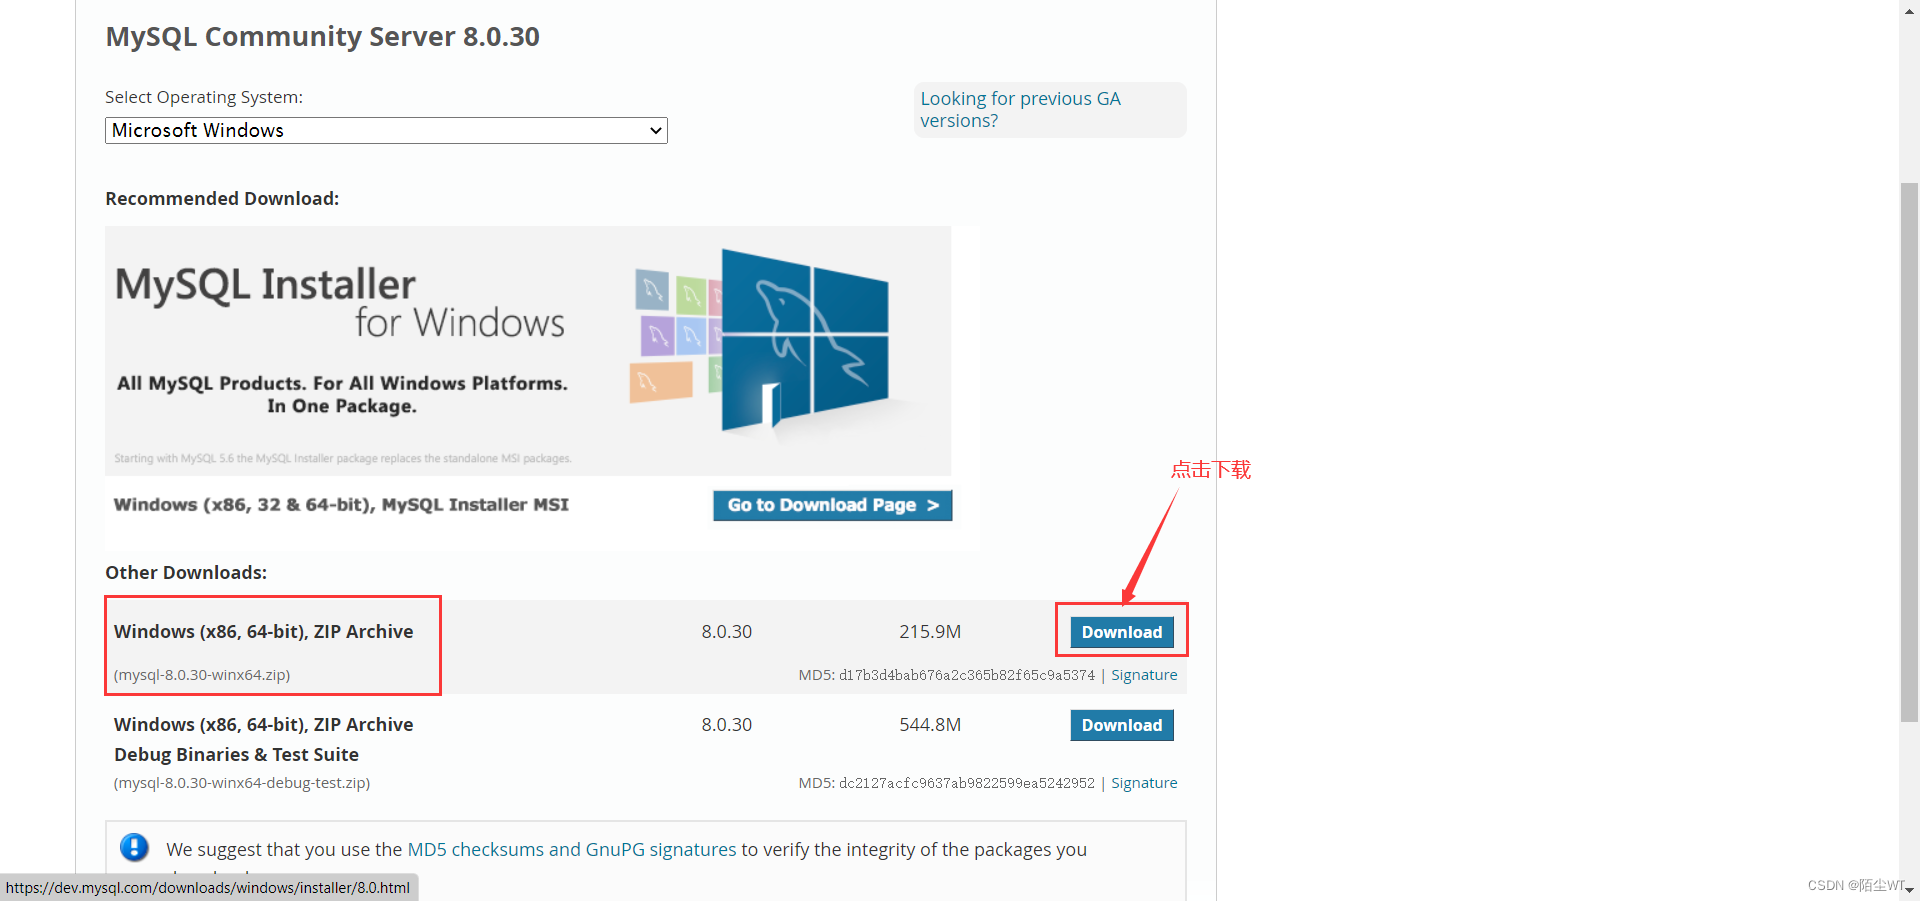 MySQL Community Server 8.0.30
Select Operating System:
Microsoft Windows
Looking for previous GA
versions?
Recommended Download:
MySQL Installer
for Windows
All MySQL Products. For All Windows Platforms.
In One Package.
Starting with MySQL 5.6 the MySQL Installer package replaces the standalone MSI packages.
点击下载
Windows (x86, 32 & 64-bit), MySQL Installer MSI
Go to Download Page >
Other Downloads:
Windows (x86, 64-bit), ZIP Archive 8.0.30 215.9M Download
(mysql-8.0.30-winx64.zip) MD5: d17b3d4bab676a2c365b82f65c9a5374 | Signature
Windows (x86, 64-bit), ZIP Archive 8.0.30 544.8M Download
Debug Binaries & Test Suite
(mysql-8.0.30-winx64-debug-test.zip) MD5: dc2127acfc9637ab9822599ea5242952 | Signature
We suggest that you use the MD5 checksums and GnuPG signatures to verify the integrity of the packages you
https://dev.mysql.com/downloads/windows/installer/8.0.html
CSDN @陌尘WT